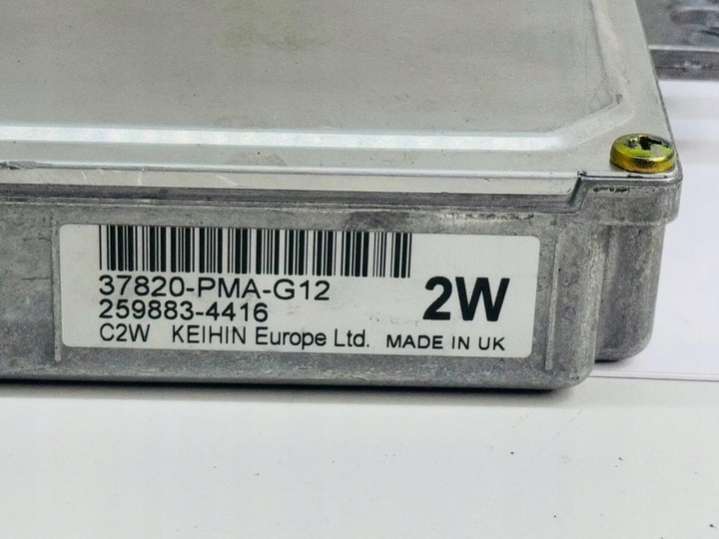 37820-PMA-G12
259883-4416
2W
C2W KEIHIN Europe Ltd. MADE IN UK